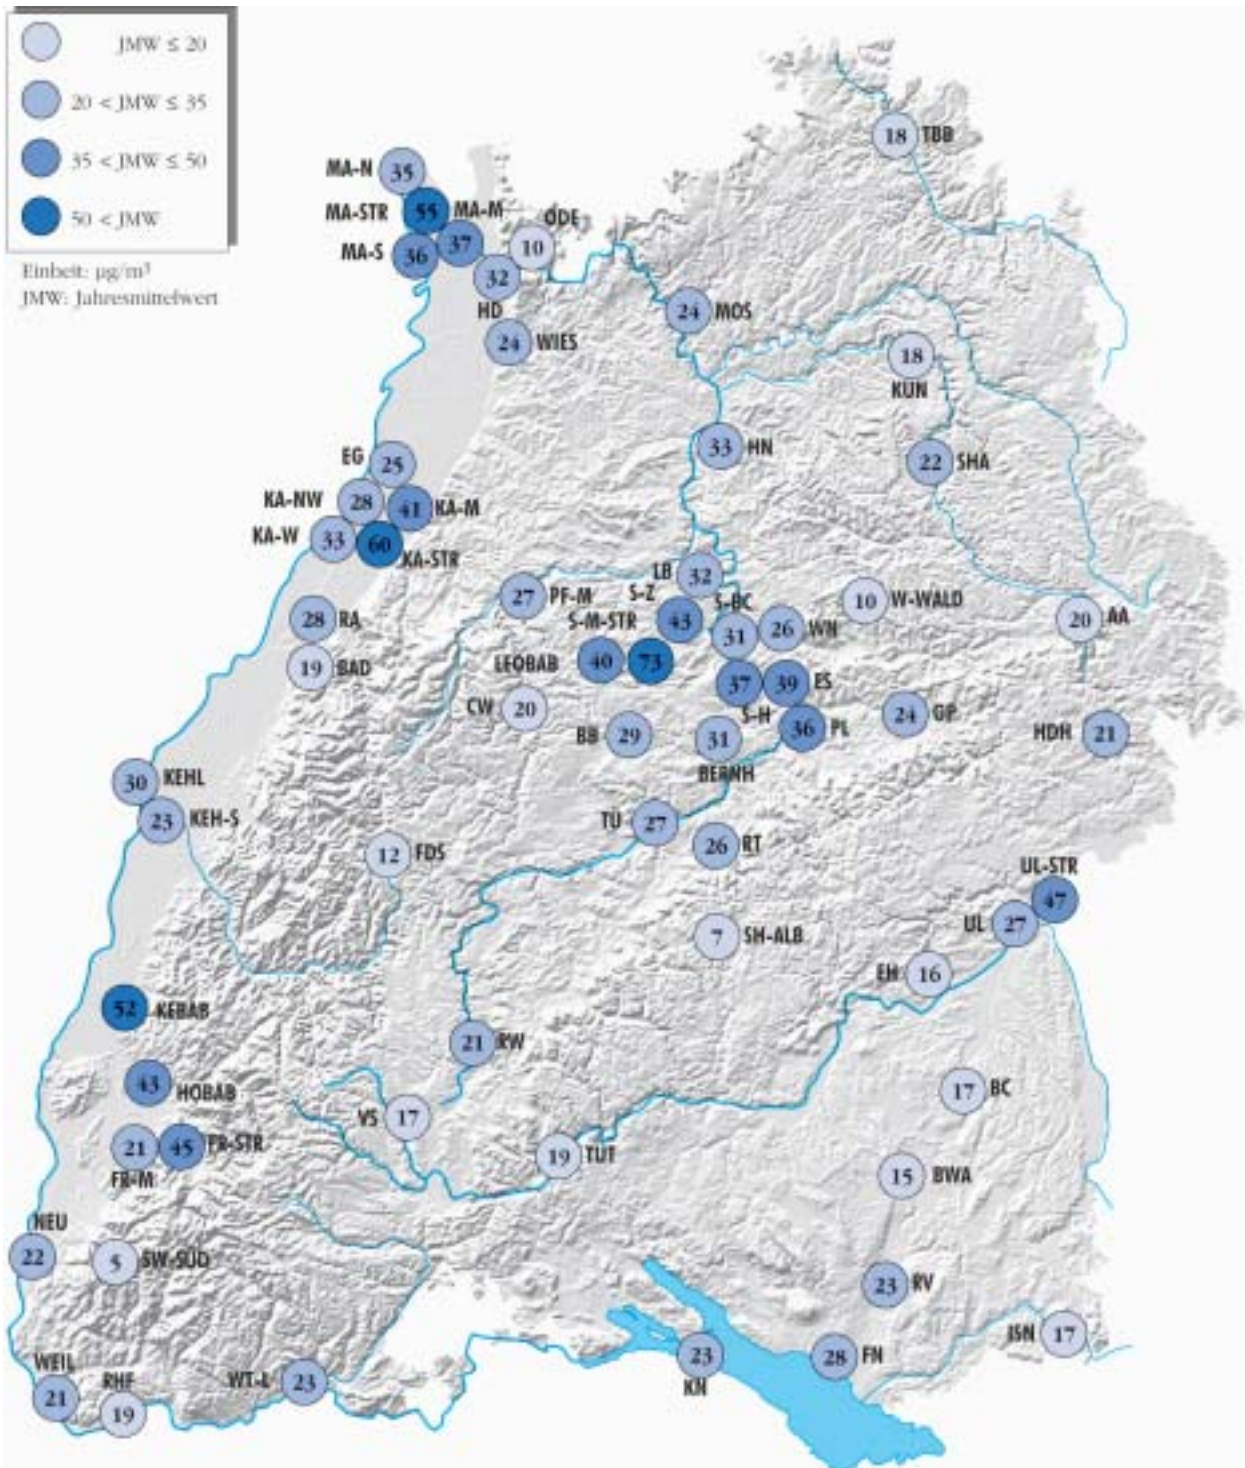 JMW ≤ 20
20 < JMW ≤ 35
35 < JMW ≤ 50
50 < JMW
Einheit: µg/m³
JMW: Jahresmittelwert
18 TBB
MA-N 35
MA-STR 55 MA-M
ODE
MA-S 36 37 10
32
HD
24 MOS
24 WIES
18
KÜN
33 HN
EG 25
22 SHA
KA-NW 28 41 KA-M
KA-W 33 60
KA-STR
LB 32
27 PF-M S-Z S-BC
10 W-WALD
28 RA
S-M-STR 43 31 26 WN
20 AA
19 BAD
LEOBAB 40 73
37 39 ES
CW 20
S-H 36 PL
24 GP
BB 29 31
BERNH
HDH 21
30 KEHL
23 KEH-S
TÜ 27
26 RT
12 FDS
UL-STR
47
UL 27
7 SH-ALB
EH 16
52 KEBAB
21 RW
43 HOBAB
17 BC
VS 17
21 45 FR-STR
FR-M
19 TUT
15 BWA
NEU
22 5 SW-SÜD
23 RV
ISN 17
WEIL
21
RHF
19
WT-L 23
23
KN
28 FN